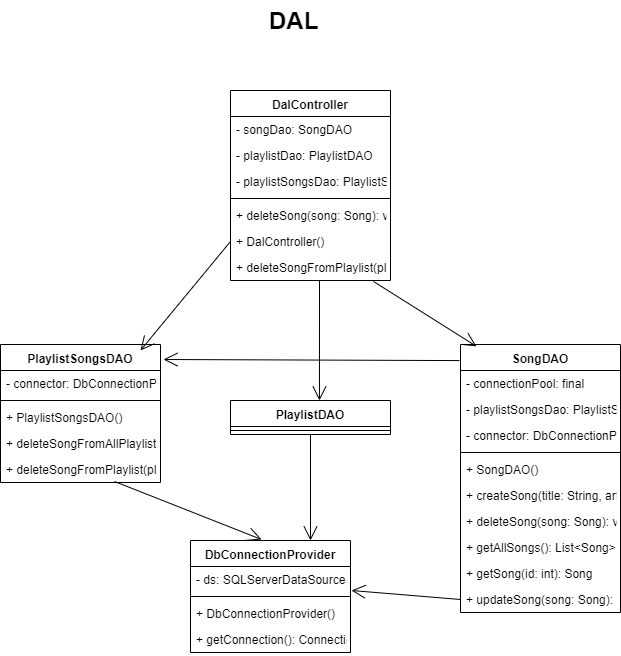 DAL
DalController
- songDao: SongDAO
- playlistDao: PlaylistDAO
- playlistSongsDao: PlaylistS
+ deleteSong(song: Song): v
+ DalController()
+ deleteSongFromPlaylist(pl
PlaylistSongsDAO
- connector: DbConnectionP
+ PlaylistSongsDAO()
+ deleteSongFromAllPlaylist
+ deleteSongFromPlaylist(pl
PlaylistDAO
SongDAO
- connectionPool: final
- playlistSongsDao: PlaylistS
- connector: DbConnectionP
+ SongDAO()
+ createSong(title: String, ar
+ deleteSong(song: Song): v
+ getAllSongs(): List<Song>
+ getSong(id: int): Song
+ updateSong(song: Song):
DbConnectionProvider
- ds: SQLServerDataSource
+ DbConnectionProvider()
+ getConnection(): Connecti